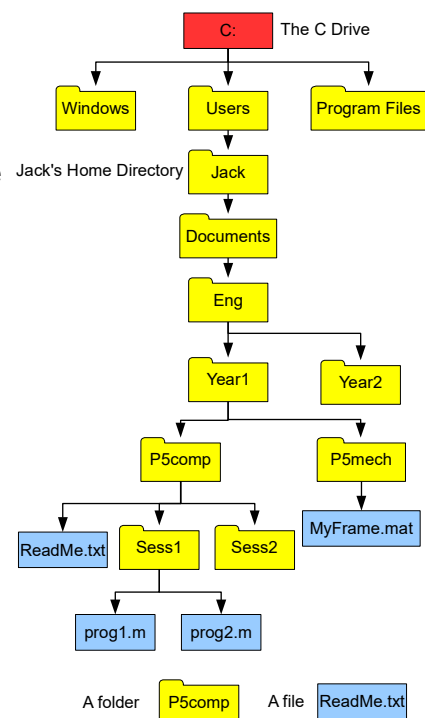 C: The C Drive
Windows Users Program Files
Jack's Home Directory Jack
Documents
Eng
Year1 Year2
P5comp P5mech
ReadMe.txt Sess1 Sess2 MyFrame.mat
prog1.m prog2.m
A folder P5comp A file ReadMe.txt